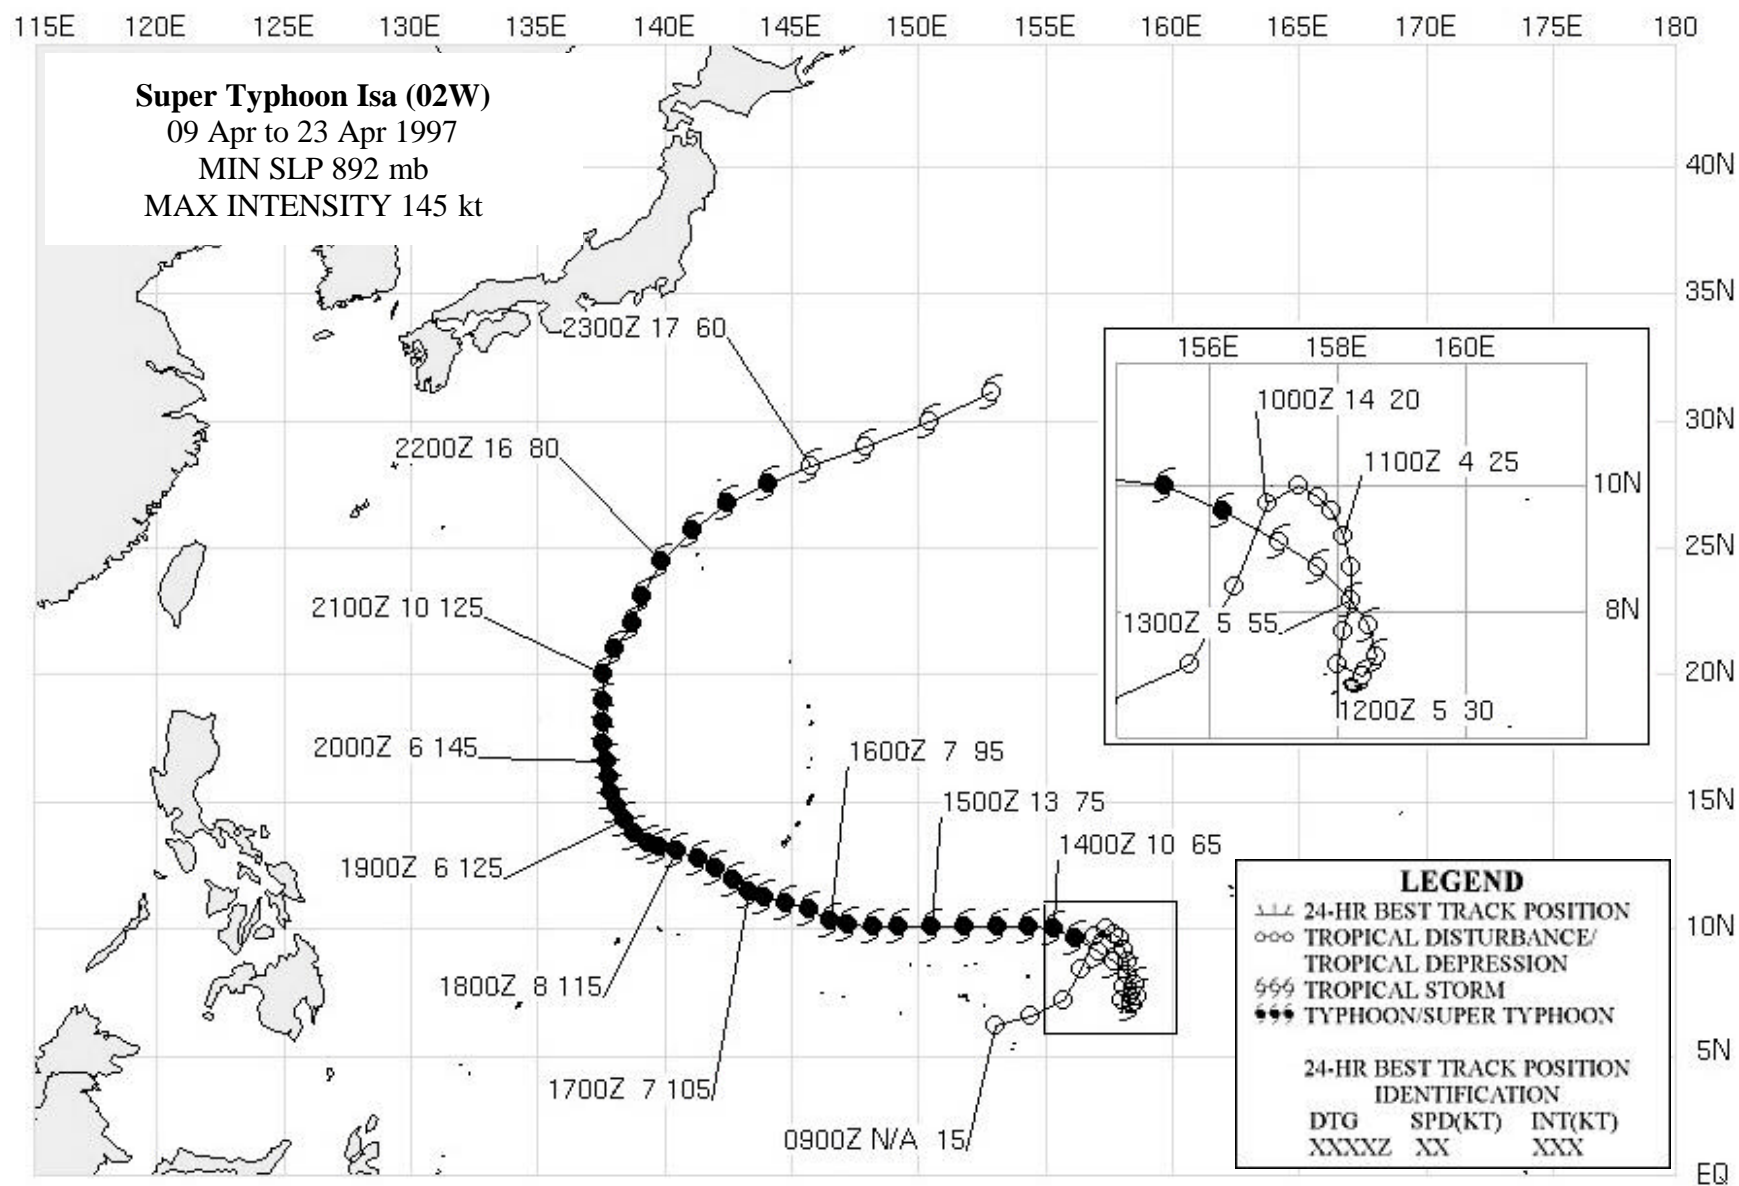 115E 120E 125E 130E 135E 140E 145E 150E 155E 160E 165E 170E 175E 180
Super Typhoon Isa (02W)
09 Apr to 23 Apr 1997
MIN SLP 892 mb
MAX INTENSITY 145 kt
40N
35N
2300Z 17 60
30N
2200Z 16 80
25N
2100Z 10 125
20N
2000Z 6 145
1600Z 7 95
1500Z 13 75
15N
1400Z 10 65
1900Z 6 125
10N
1800Z 8 115
5N
1700Z 7 105
0900Z N/A 15
EQ
156E 158E 160E
1000Z 14 20
1100Z 4 25
10N
8N
1300Z 5 55
1200Z 5 30
LEGEND
24-HR BEST TRACK POSITION
TROPICAL DISTURBANCE/
TROPICAL DEPRESSION
TROPICAL STORM
TYPHOON/SUPER TYPHOON
24-HR BEST TRACK POSITION
IDENTIFICATION
DTG SPD(KT) INT(KT)
XXXXZ XX XXX